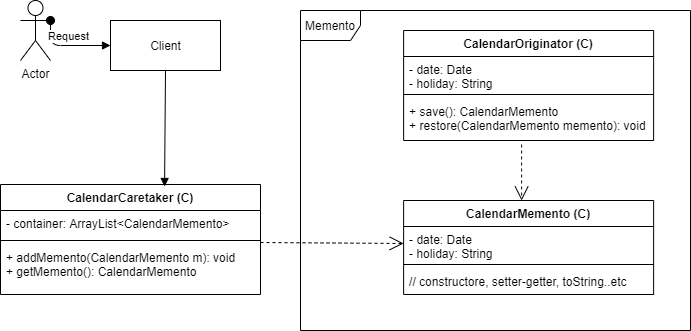 Request
Actor
Client
Memento
CalendarOriginator (C)
- date: Date
- holiday: String
+ save(): CalendarMemento
+ restore(CalendarMemento memento): void
CalendarCaretaker (C)
- container: ArrayList<CalendarMemento>
+ addMemento(CalendarMemento m): void
+ getMemento(): CalendarMemento
CalendarMemento (C)
- date: Date
- holiday: String
// constructore, setter-getter, toString..etc